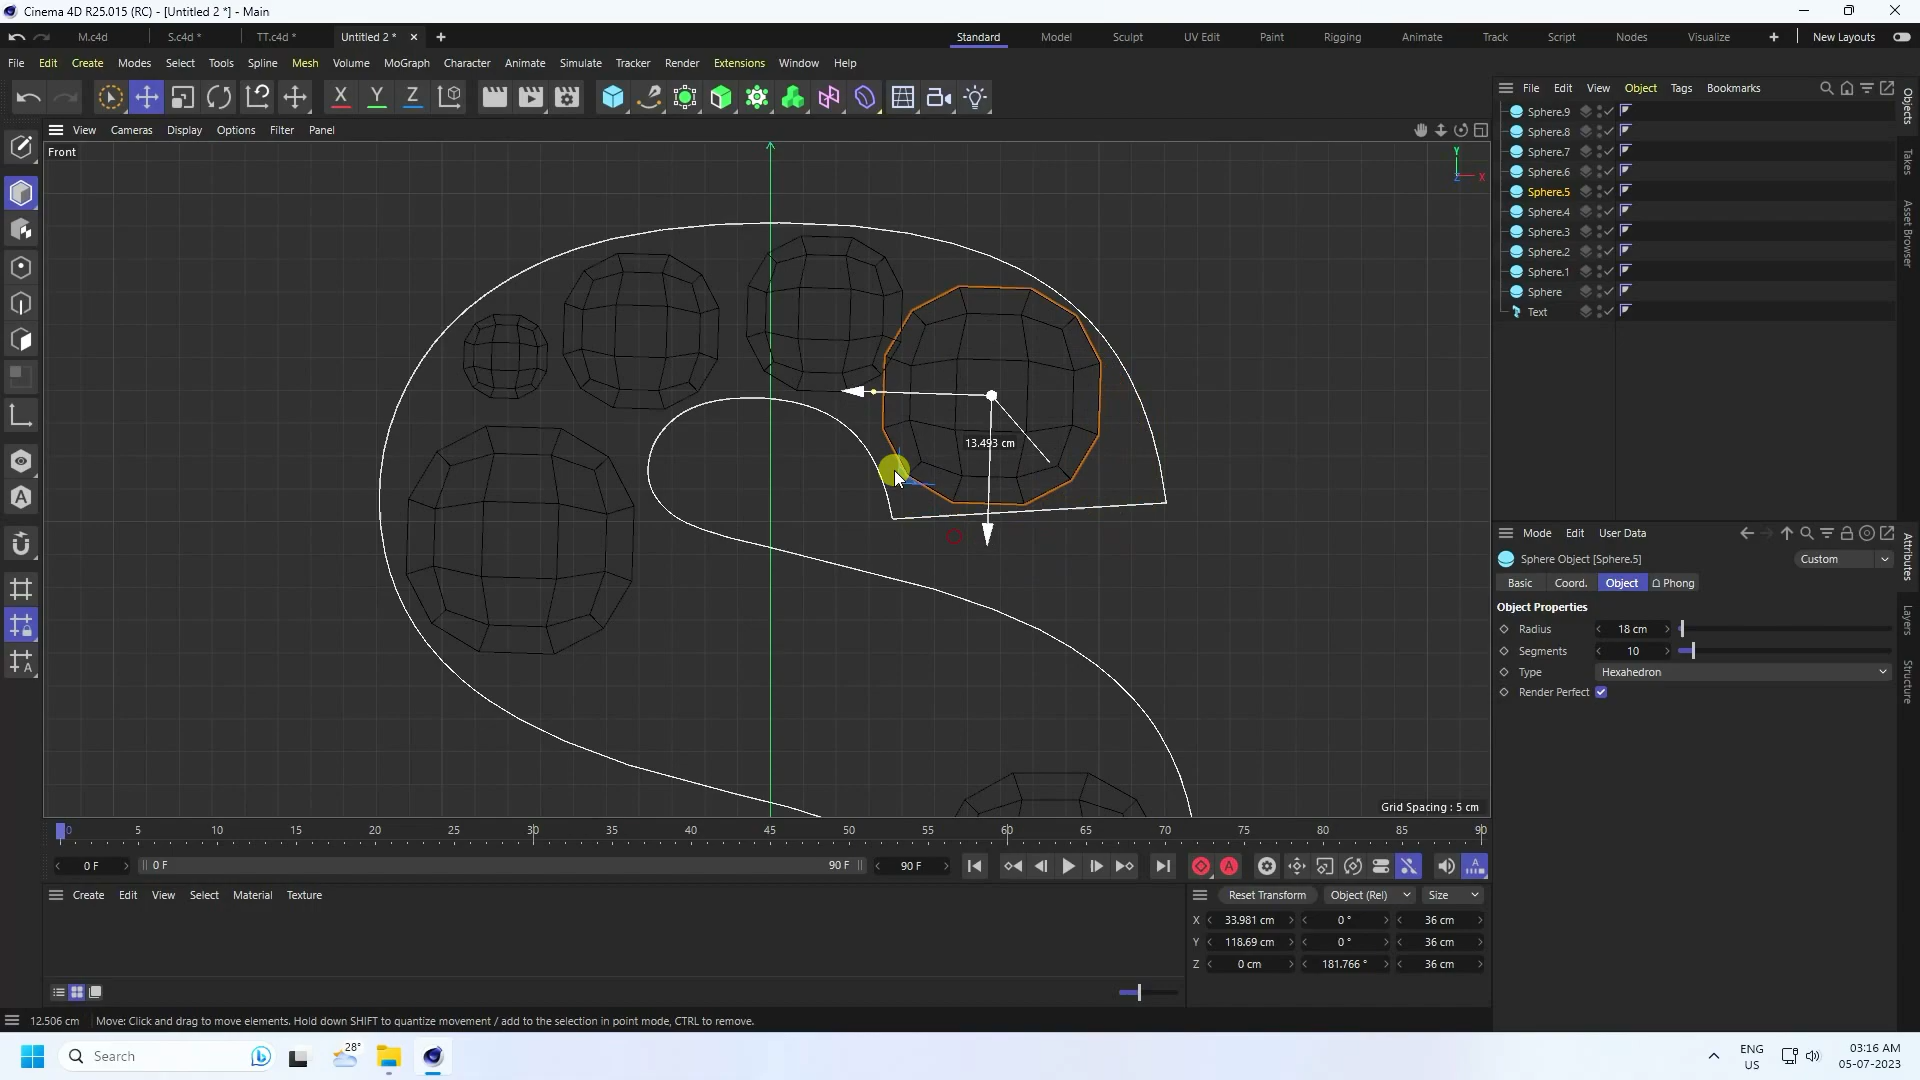 Cinema 4D R25.015 (RC) - [Untitled 2 *] - Main
M.c4d
S.c4d *
TT.c4d *
Untitled 2 *
Standard
Model
Sculpt
UV Edit
Paint
Rigging
Animate
Track
Script
Nodes
Visualize
New Layouts
File Edit Create Modes Select Tools Spline Mesh Volume MoGraph Character Animate Simulate Tracker Render Extensions Window Help
X Y Z
File Edit View Object Tags Bookmarks
View Cameras Display Options Filter Panel
Front
Y
X
Z
13.493 cm
Grid Spacing : 5 cm
Sphere.9
Sphere.8
Sphere.7
Sphere.6
Sphere.5
Sphere.4
Sphere.3
Sphere.2
Sphere.1
Sphere
Text
Objects
Takes
Asset Browser
Mode Edit User Data
Sphere Object [Sphere.5]
Custom
Basic Coord. Object Phong
Object Properties
Radius 18 cm
Segments 10
Type Hexahedron
Render Perfect
Attributes
Layers
Structure
0 5 10 15 20 25 30 35 40 45 50 55 60 65 70 75 80 85 90
0 F
0 F
90 F
90 F
Create Edit View Select Material Texture
Reset Transform
Object (Rel)
Size
X 33.981 cm 0 ° 36 cm
Y 118.69 cm 0 ° 36 cm
Z 0 cm 181.766 ° 36 cm
12.506 cm
Move: Click and drag to move elements. Hold down SHIFT to quantize movement / add to the selection in point mode, CTRL to remove.
Search
28°
ENG
US
03:16 AM
05-07-2023